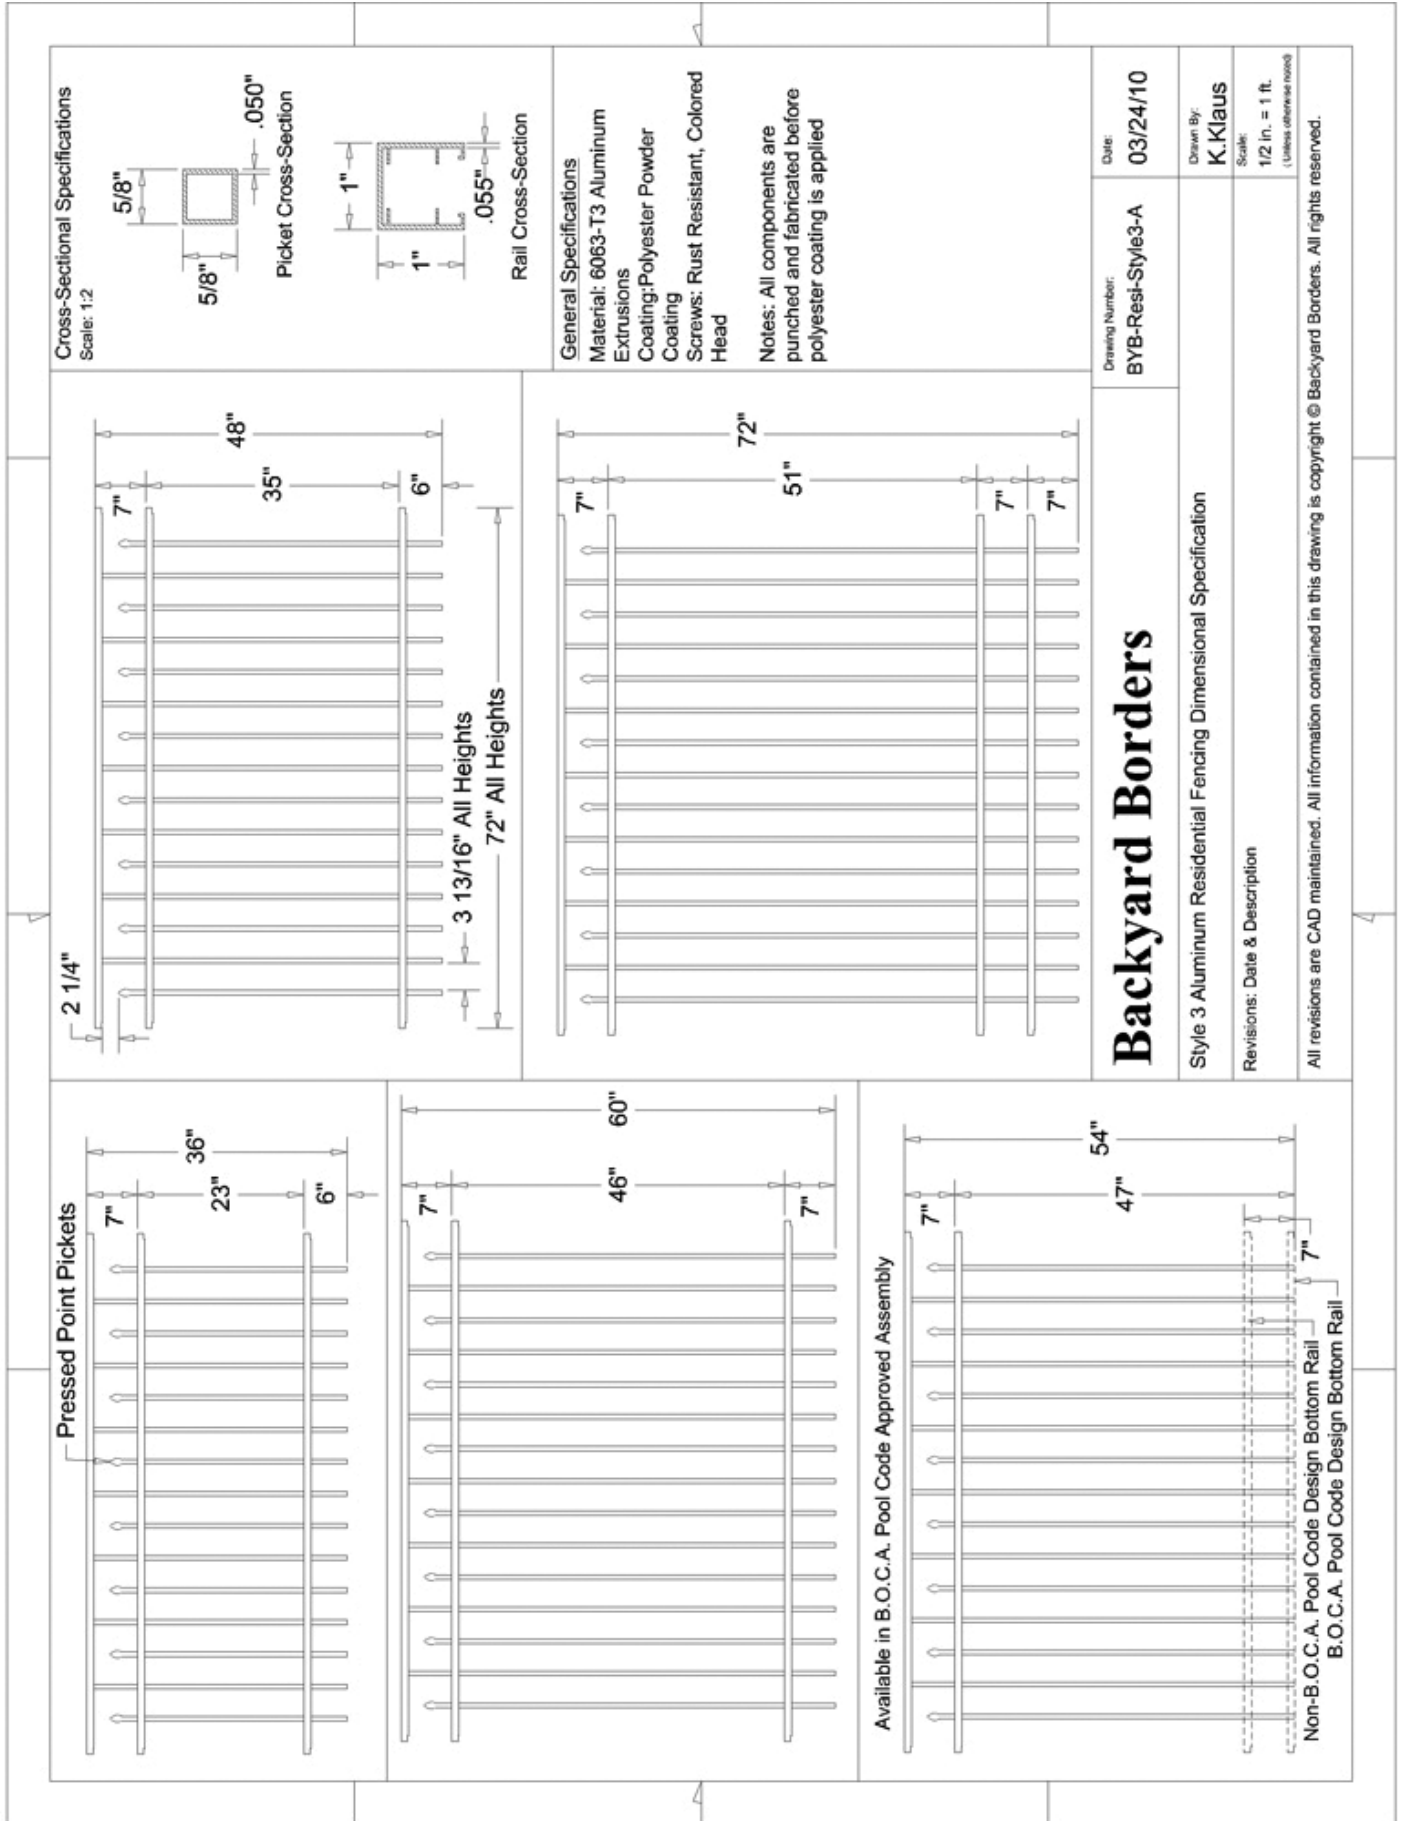 Pressed Point Pickets
7"
36"
23"
6"
7"
60"
46"
7"
Available in B.O.C.A. Pool Code Approved Assembly
7"
54"
47"
7"
Non-B.O.C.A. Pool Code Design Bottom Rail
B.O.C.A. Pool Code Design Bottom Rail
2 1/4"
7"
48"
35"
6"
3 13/16" All Heights
72" All Heights
7"
72"
51"
7"
7"
Cross-Sectional Specifications
Scale: 1:2
5/8"
5/8"
.050"
Picket Cross-Section
1"
1"
.055"
Rail Cross-Section
General Specifications
Material: 6063-T3 Aluminum
Extrusions
Coating:Polyester Powder
Coating
Screws: Rust Resistant, Colored
Head
Notes: All components are
punched and fabricated before
polyester coating is applied
Backyard Borders
Drawing Number:
BYB-Resi-Style3-A
Date:
03/24/10
Style 3 Aluminum Residential Fencing Dimensional Specification
Drawn By:
K.Klaus
Revisions: Date & Description
Scale:
1/2 in. = 1 ft.
( Unless otherwise noted)
All revisions are CAD maintained. All information contained in this drawing is copyright © Backyard Borders. All rights reserved.